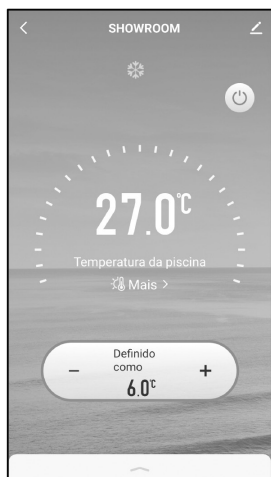 SHOWROOM
27.0℃
Temperatura da piscina
Mais >
Definido
como
− 6.0℃ +